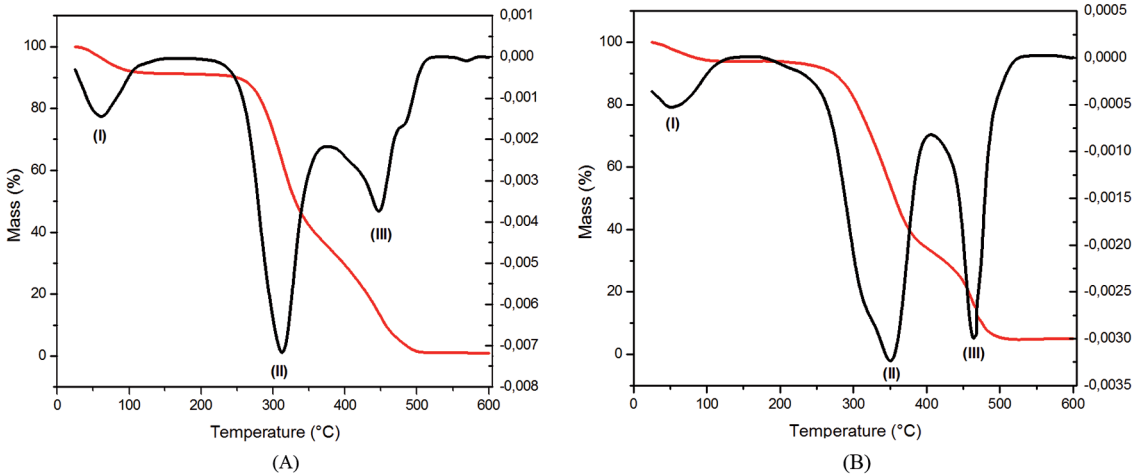 0,001
100
0,000
80
-0,001
(I)
-0,002
60
-0,003
Mass (%)
40
-0,004
(III)
-0,005
20
-0,006
0
-0,007
(II)
-0,008
0 100 200 300 400 500 600
Temperature (°C)
(A)
0,0005
100
0,0000
80
-0,0005
(I)
60
-0,0010
-0,0015
Mass (%)
40
-0,0020
20
-0,0025
0
-0,0030
(II)
(III)
-0,0035
0 100 200 300 400 500 600
Temperature (°C)
(B)